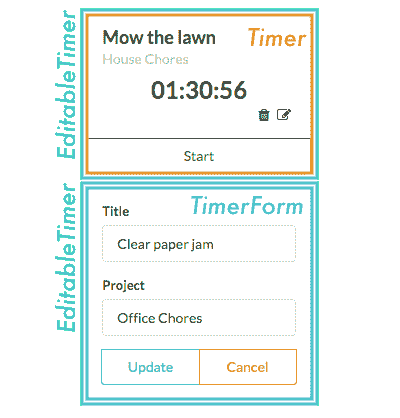 EditableTimer
Mow the lawn
Timer
House Chores
01:30:56
Start
EditableTimer
TimerForm
Title
Clear paper jam
Project
Office Chores
Update
Cancel